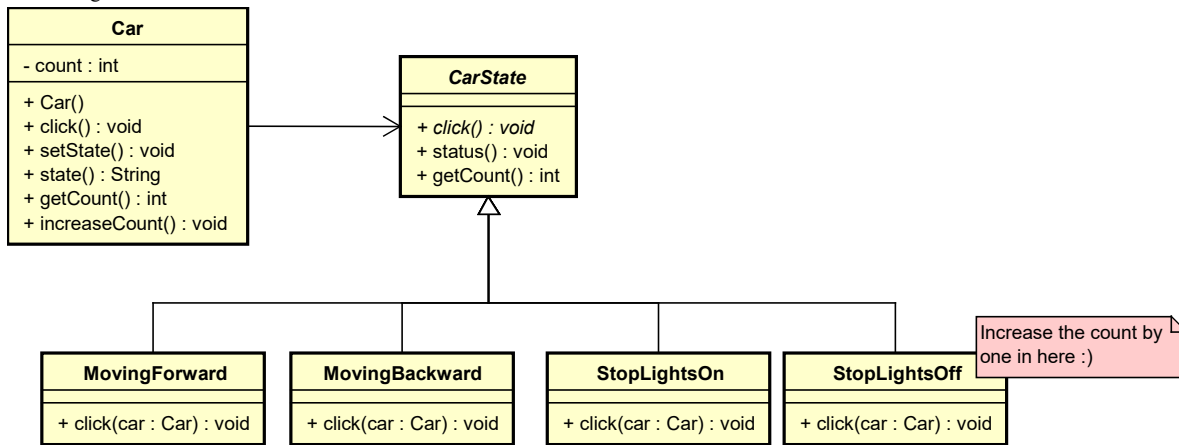 Car
- count : int
+ Car()
+ click() : void
+ setState() : void
+ state() : String
+ getCount() : int
+ increaseCount() : void
CarState
+ click() : void
+ status() : void
+ getCount() : int
Increase the count by
one in here :)
MovingForward
+ click(car : Car) : void
MovingBackward
+ click(car : Car) : void
StopLightsOn
+ click(car : Car) : void
StopLightsOff
+ click(car : Car) : void